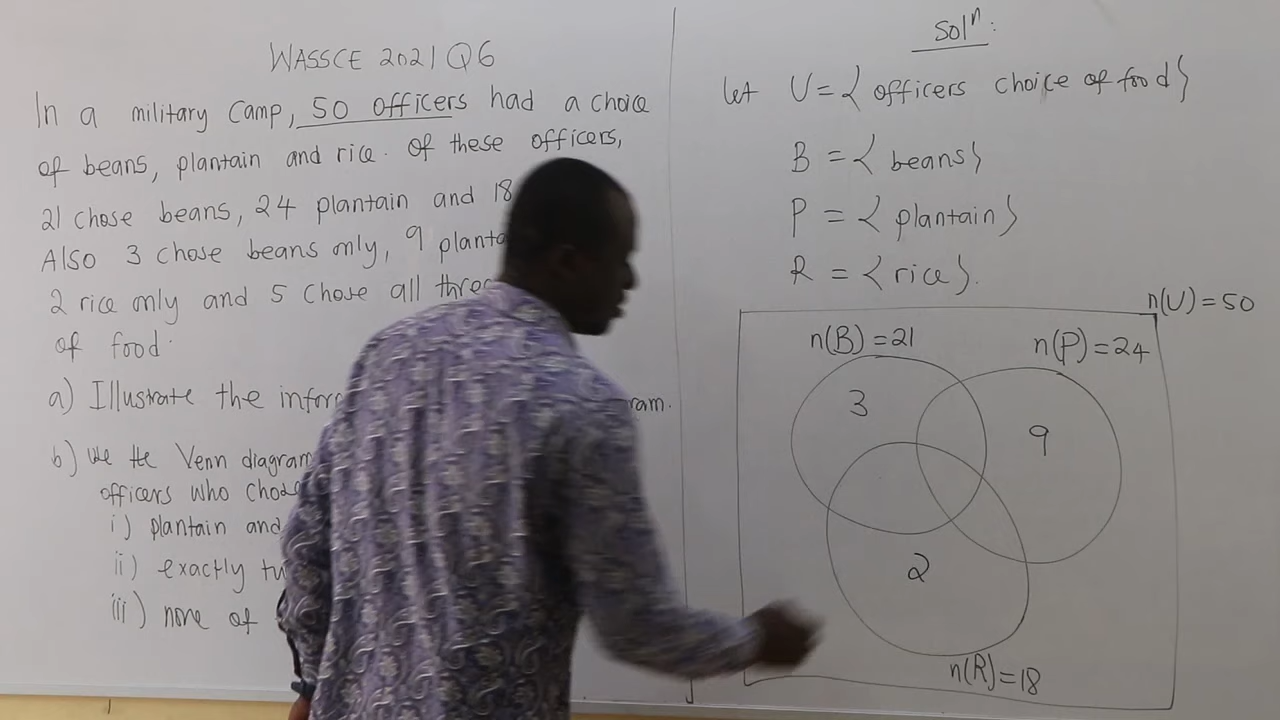 WASSCE 2021 Q6
In a military camp, 50 officers had a choice
of beans, plantain and rice. Of these officers,
21 chose beans, 24 plantain and 18
Also 3 chose beans only, 9
2 rice only and 5 chose all
of food.
a) Illustrate the
b) use the Venn diagram
officers who
i) plantain and
ii) exactly
iii) none of
Soln:
let U = { officers choice of food }
B = { beans }
P = { plantain }
R = { rice }.
n(U) = 50
n(B) = 21
n(P) = 24
3
9
2
n(R) = 18